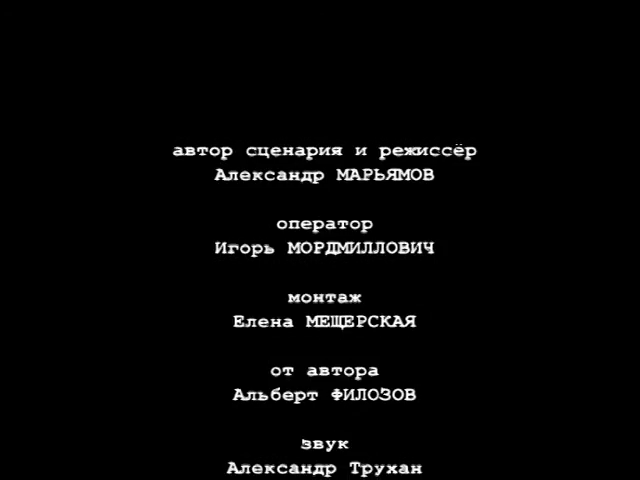 автор сценария и режиссёр
Александр МАРЬЯМОВ
оператор
Игорь МОРДМИЛЛОВИЧ
монтаж
Елена МЕЩЕРСКАЯ
от автора
Альберт ФИЛОЗОВ
звук
Александр Трухан